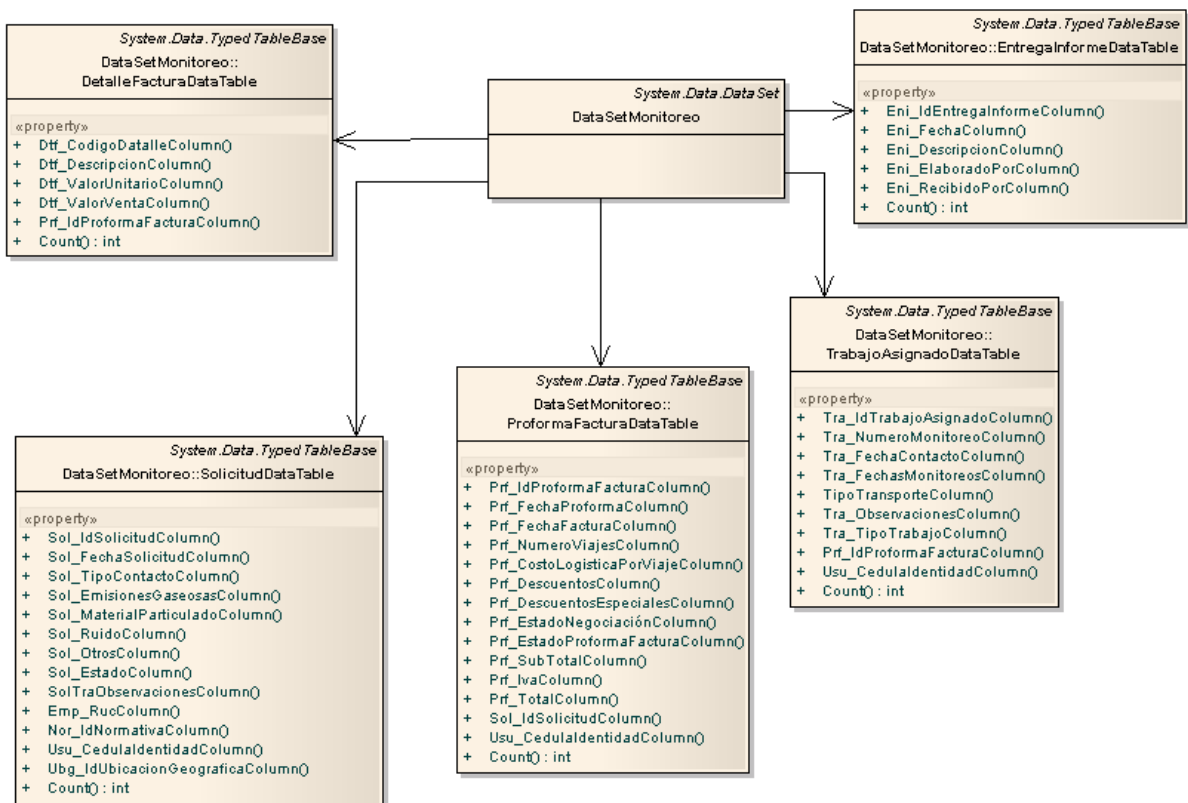 System.Data.TypedTableBase
DataSetMonitoreo::
DetalleFacturaDataTable
«property»
+ Dtf_CodigoDatalleColumn()
+ Dtf_DescripcionColumn()
+ Dtf_ValorUnitarioColumn()
+ Dtf_ValorVentaColumn()
+ Prf_IdProformaFacturaColumn()
+ Count() : int
System.Data.DataSet
DataSetMonitoreo
System.Data.TypedTableBase
DataSetMonitoreo::EntregaInformeDataTable
«property»
+ Eni_IdEntregaInformeColumn()
+ Eni_FechaColumn()
+ Eni_DescripcionColumn()
+ Eni_ElaboradoPorColumn()
+ Eni_RecibidoPorColumn()
+ Count() : int
System.Data.TypedTableBase
DataSetMonitoreo::SolicitudDataTable
«property»
+ Sol_IdSolicitudColumn()
+ Sol_FechaSolicitudColumn()
+ Sol_TipoContactoColumn()
+ Sol_EmisionesGaseosasColumn()
+ Sol_MaterialParticuladoColumn()
+ Sol_RuidoColumn()
+ Sol_OtrosColumn()
+ Sol_EstadoColumn()
+ SolTraObservacionesColumn()
+ Emp_RucColumn()
+ Nor_IdNormativaColumn()
+ Usu_CedulaIdentidadColumn()
+ Ubg_IdUbicacionGeograficaColumn()
+ Count() : int
System.Data.TypedTableBase
DataSetMonitoreo::
ProformaFacturaDataTable
«property»
+ Prf_IdProformaFacturaColumn()
+ Prf_FechaProformaColumn()
+ Prf_FechaFacturaColumn()
+ Prf_NumeroViajesColumn()
+ Prf_CostoLogisticaPorViajeColumn()
+ Prf_DescuentosColumn()
+ Prf_DescuentosEspecialesColumn()
+ Prf_EstadoNegociaciónColumn()
+ Prf_EstadoProformaFacturaColumn()
+ Prf_SubTotalColumn()
+ Prf_IvaColumn()
+ Prf_TotalColumn()
+ Sol_IdSolicitudColumn()
+ Usu_CedulaIdentidadColumn()
+ Count() : int
System.Data.TypedTableBase
DataSetMonitoreo::
TrabajoAsignadoDataTable
«property»
+ Tra_IdTrabajoAsignadoColumn()
+ Tra_NumeroMonitoreoColumn()
+ Tra_FechaContactoColumn()
+ Tra_FechasMonitoreosColumn()
+ TipoTransporteColumn()
+ Tra_ObservacionesColumn()
+ Tra_TipoTrabajoColumn()
+ Prf_IdProformaFacturaColumn()
+ Usu_CedulaIdentidadColumn()
+ Count() : int